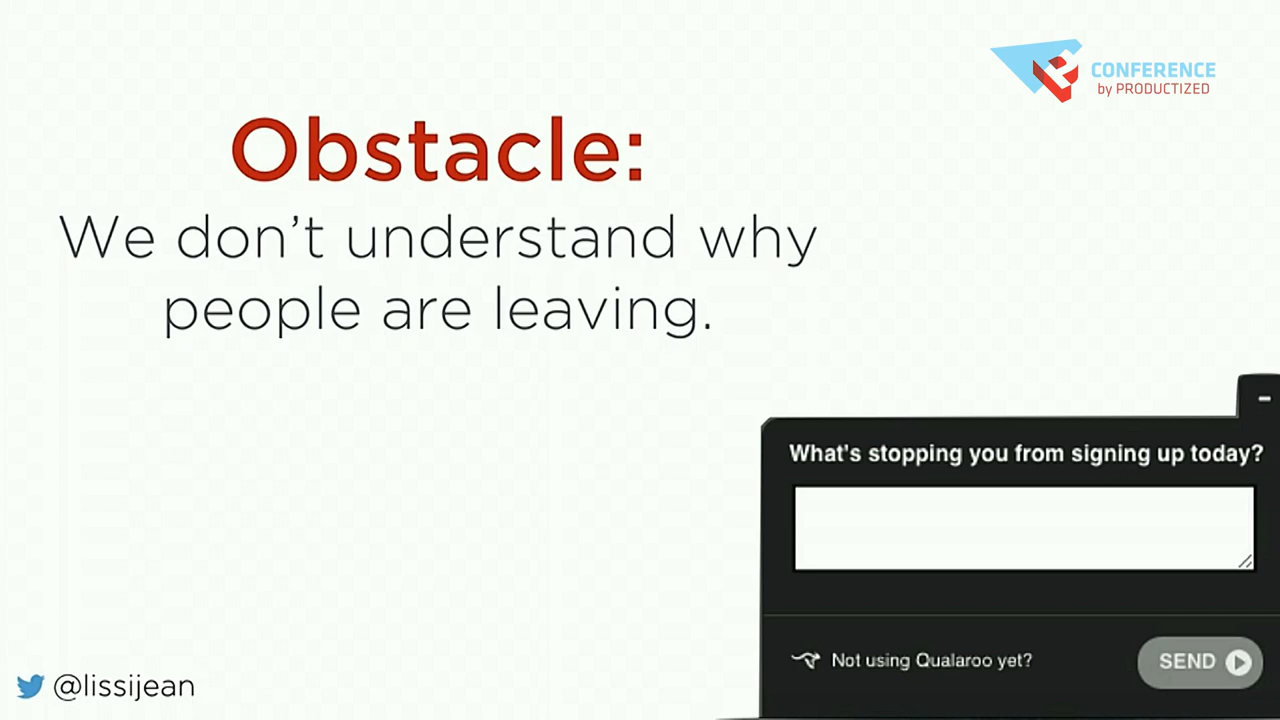 CONFERENCE
by PRODUCTIZED
Obstacle:
We don’t understand why
people are leaving.
What's stopping you from signing up today?
Not using Qualaroo yet?
SEND
@lissijean